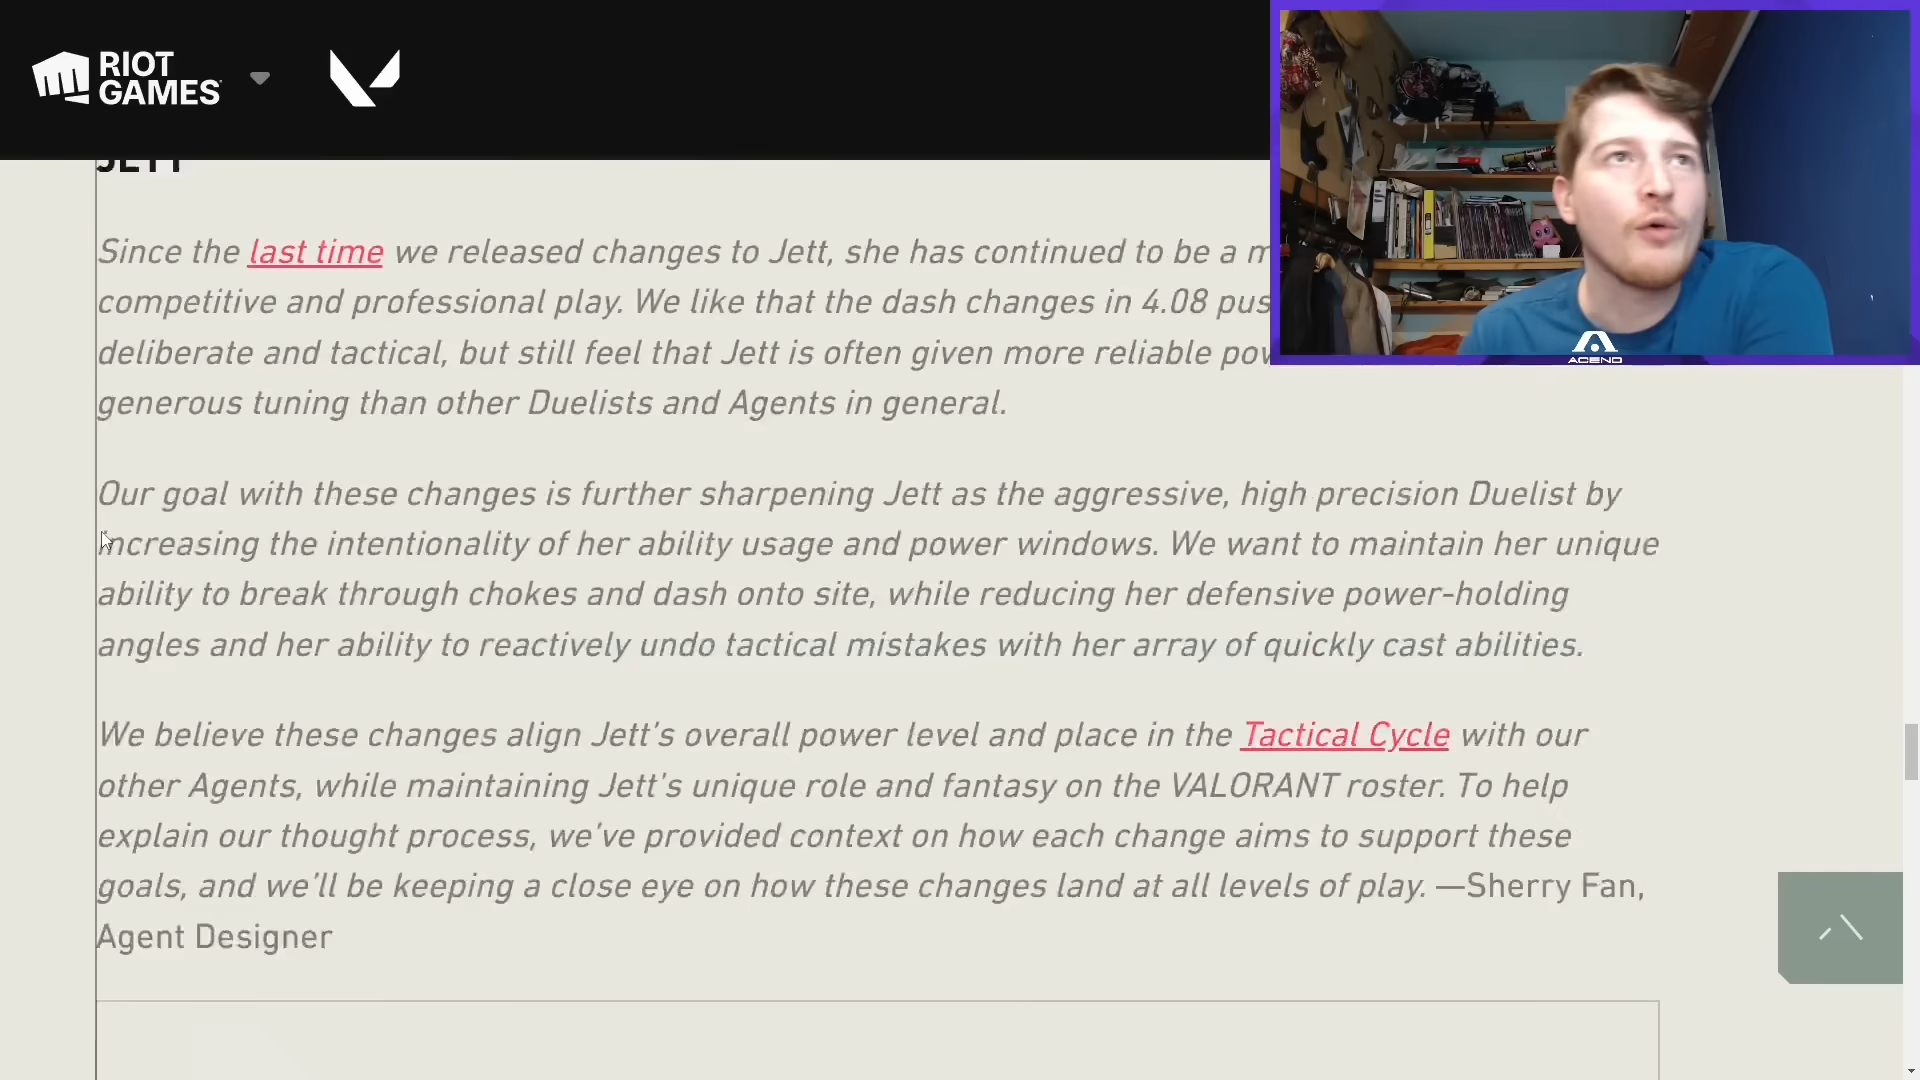 RIOT
GAMES
JETT
Since the last time we released changes to Jett, she has continued to be a
competitive and professional play. We like that the dash changes in 4.08
deliberate and tactical, but still feel that Jett is often given more reliable
generous tuning than other Duelists and Agents in general.
Our goal with these changes is further sharpening Jett as the aggressive, high precision Duelist by
increasing the intentionality of her ability usage and power windows. We want to maintain her unique
ability to break through chokes and dash onto site, while reducing her defensive power-holding
angles and her ability to reactively undo tactical mistakes with her array of quickly cast abilities.
We believe these changes align Jett's overall power level and place in the Tactical Cycle with our
other Agents, while maintaining Jett's unique role and fantasy on the VALORANT roster. To help
explain our thought process, we've provided context on how each change aims to support these
goals, and we'll be keeping a close eye on how these changes land at all levels of play. —Sherry Fan,
Agent Designer
ACEND